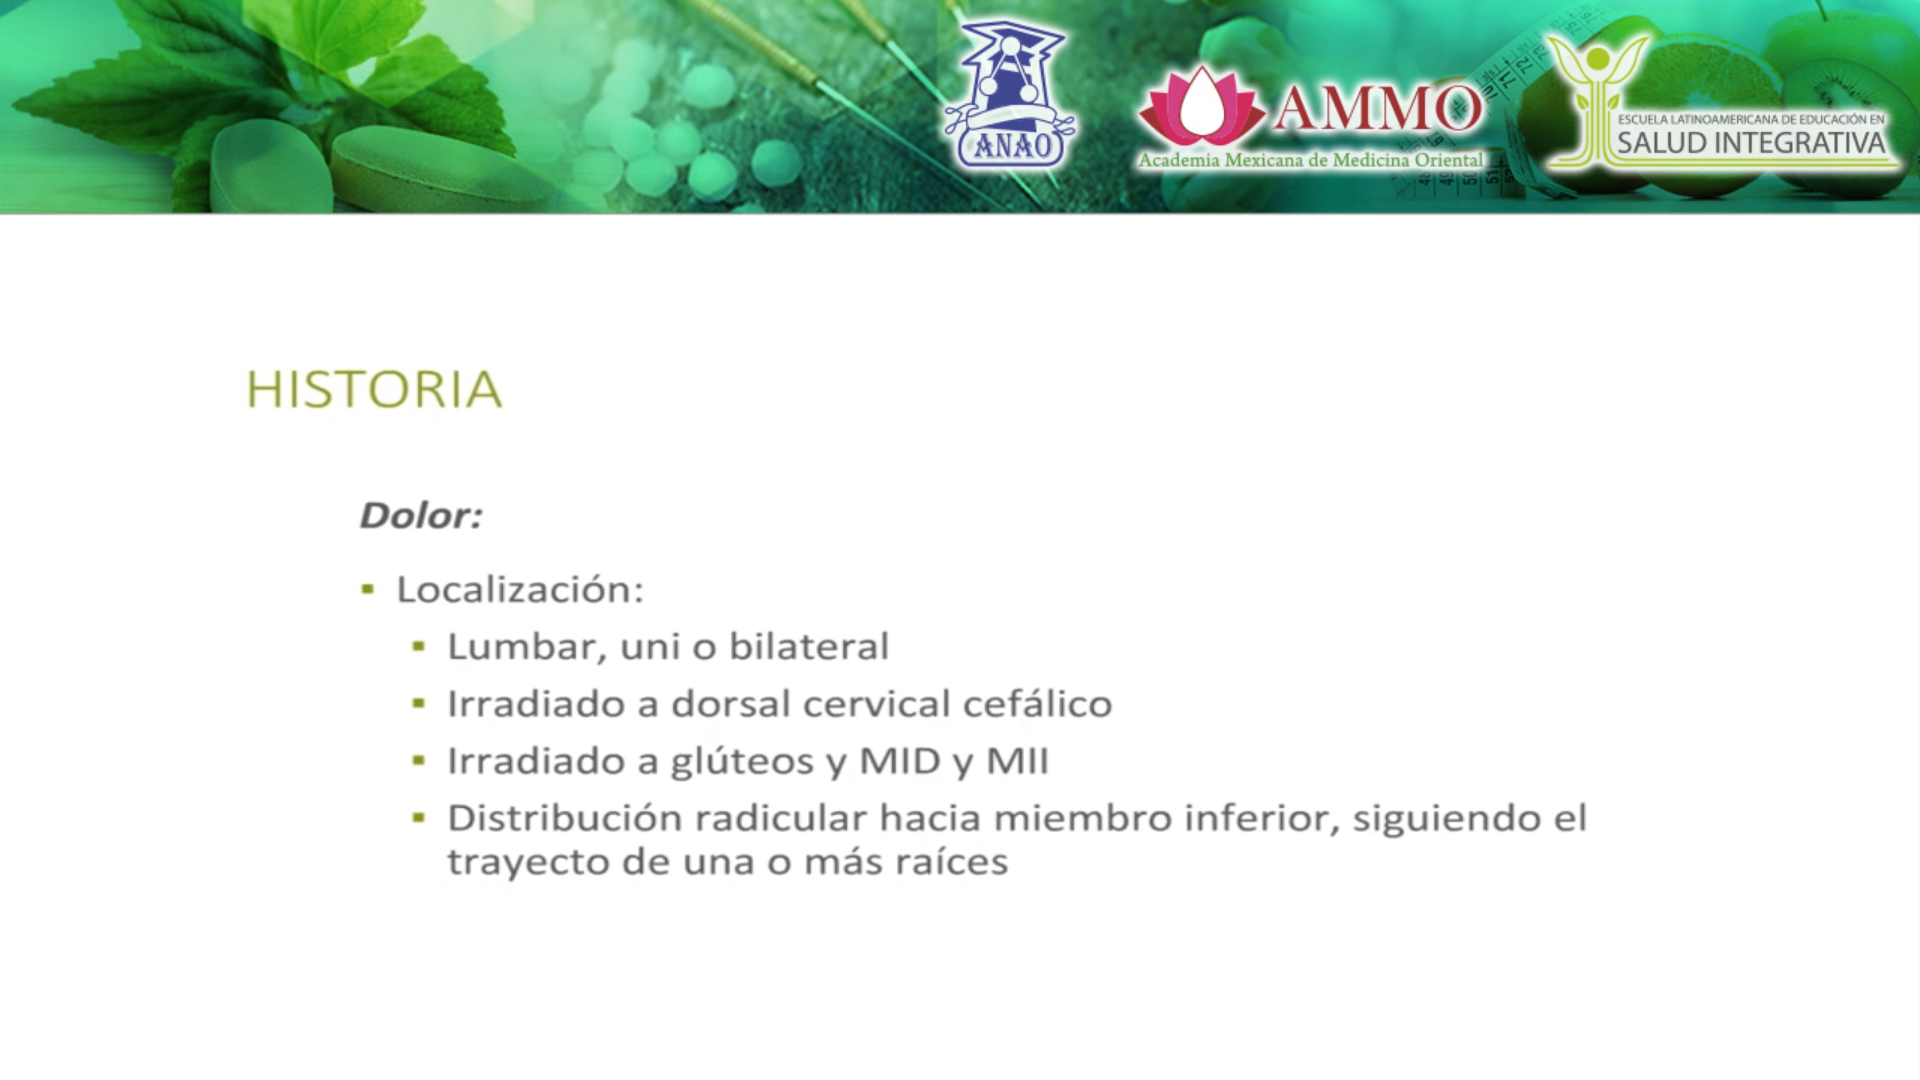 ANAO
AMMO
Academia Mexicana de Medicina Oriental
ESCUELA LATINOAMERICANA DE EDUCACIÓN EN
SALUD INTEGRATIVA
HISTORIA
Dolor:
▪ Localización:
▪ Lumbar, uni o bilateral
▪ Irradiado a dorsal cervical cefálico
▪ Irradiado a glúteos y MID y MII
▪ Distribución radicular hacia miembro inferior, siguiendo el
trayecto de una o más raíces